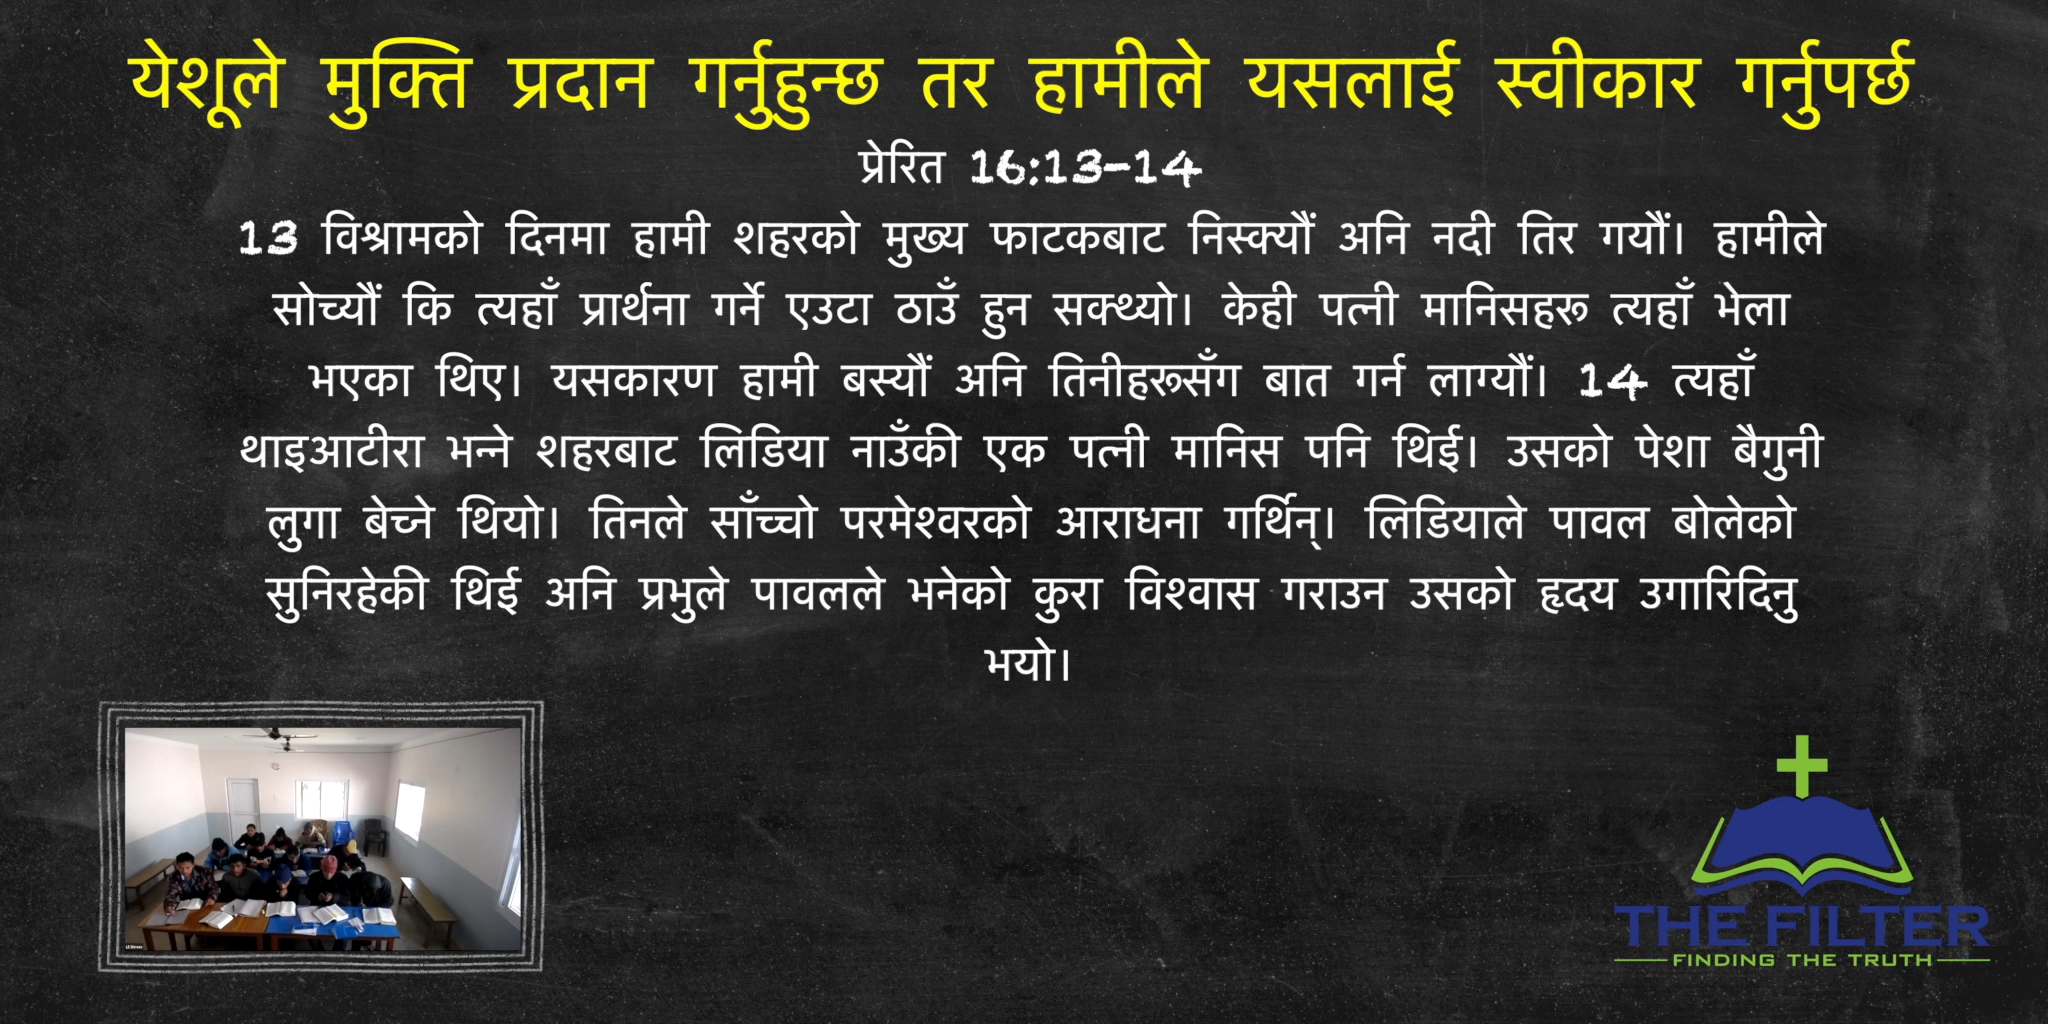 येशूले मुक्ति प्रदान गर्नुहुन्छ तर हामीले यसलाई स्वीकार गर्नुपर्छ
प्रेरित 16:13-14
13 विश्रामको दिनमा हामी शहरको मुख्य फाटकबाट निस्क्यौं अनि नदी तिर गयौं। हामीले
सोच्यौं कि त्यहाँ प्रार्थना गर्ने एउटा ठाउँ हुन सक्थ्यो। केही पत्नी मानिसहरू त्यहाँ भेला
भएका थिए। यसकारण हामी बस्यौं अनि तिनीहरूसँग बात गर्न लाग्यौं। 14 त्यहाँ
थाइआटीरा भन्ने शहरबाट लिडिया नाउँकी एक पत्नी मानिस पनि थिई। उसको पेशा बैगुनी
लुगा बेच्ने थियो। तिनले साँच्चो परमेश्वरको आराधना गर्थिन्। लिडियाले पावल बोलेको
सुनिरहेकी थिई अनि प्रभुले पावलले भनेको कुरा विश्वास गराउन उसको हृदय उगारिदिनु
भयो।
THE FILTER
FINDING THE TRUTH